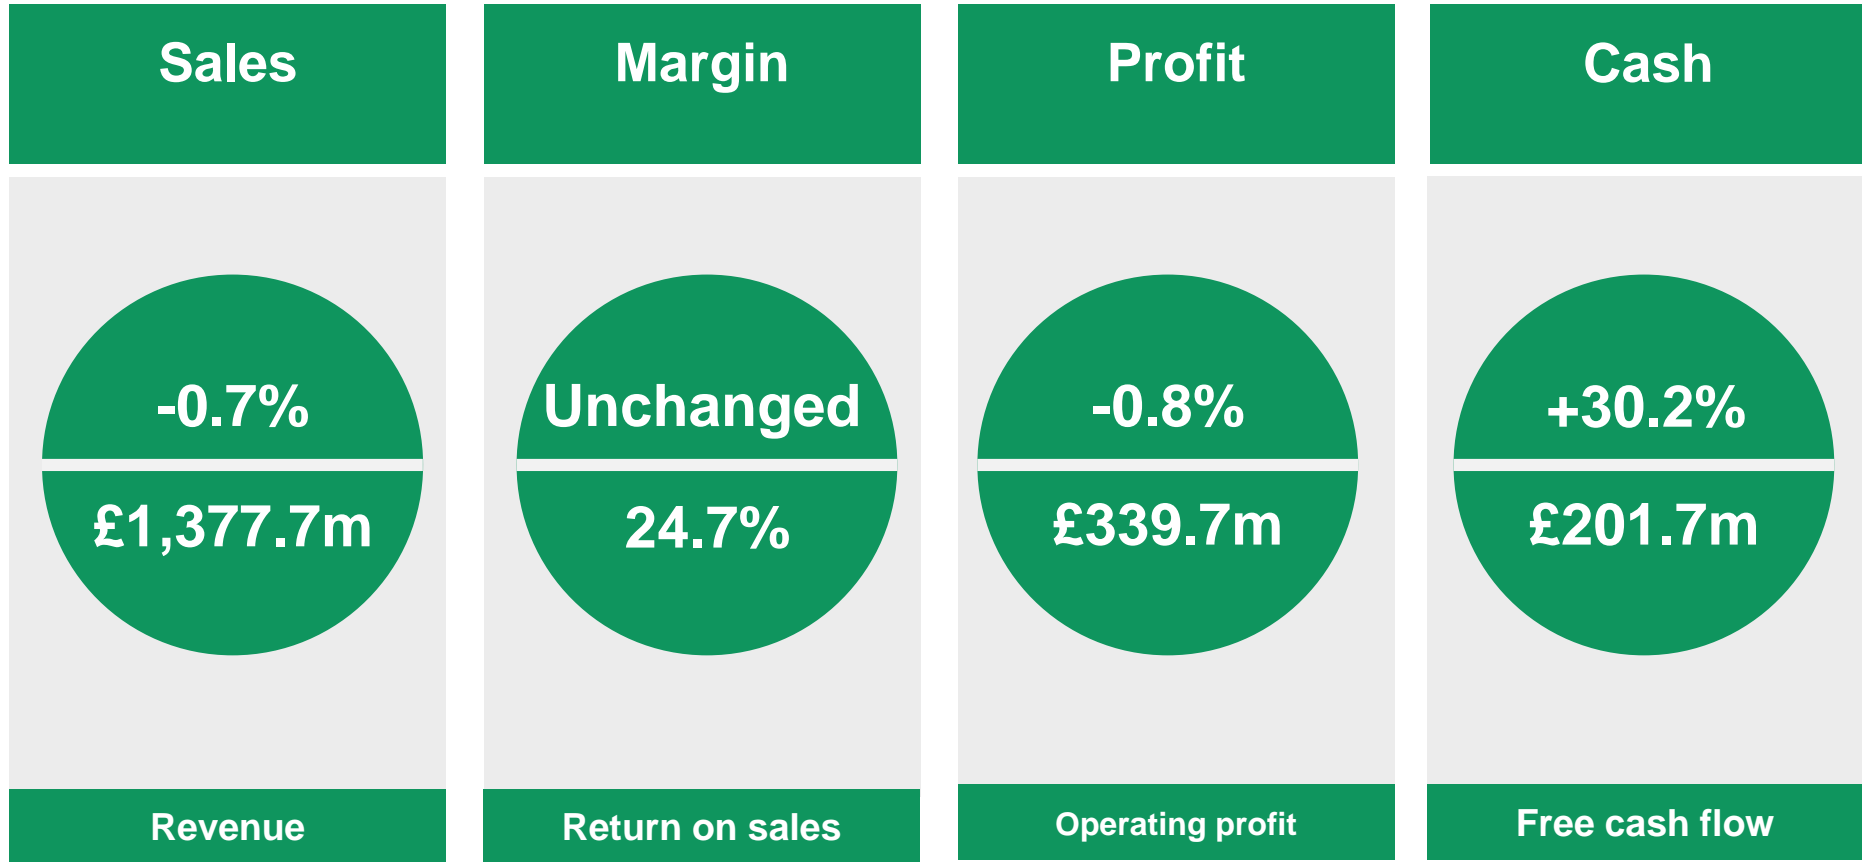 Sales
Margin
Profit
Cash
-0.7%
Unchanged
-0.8%
+30.2%
£1,377.7m
24.7%
£339.7m
£201.7m
Revenue
Return on sales
Operating profit
Free cash flow